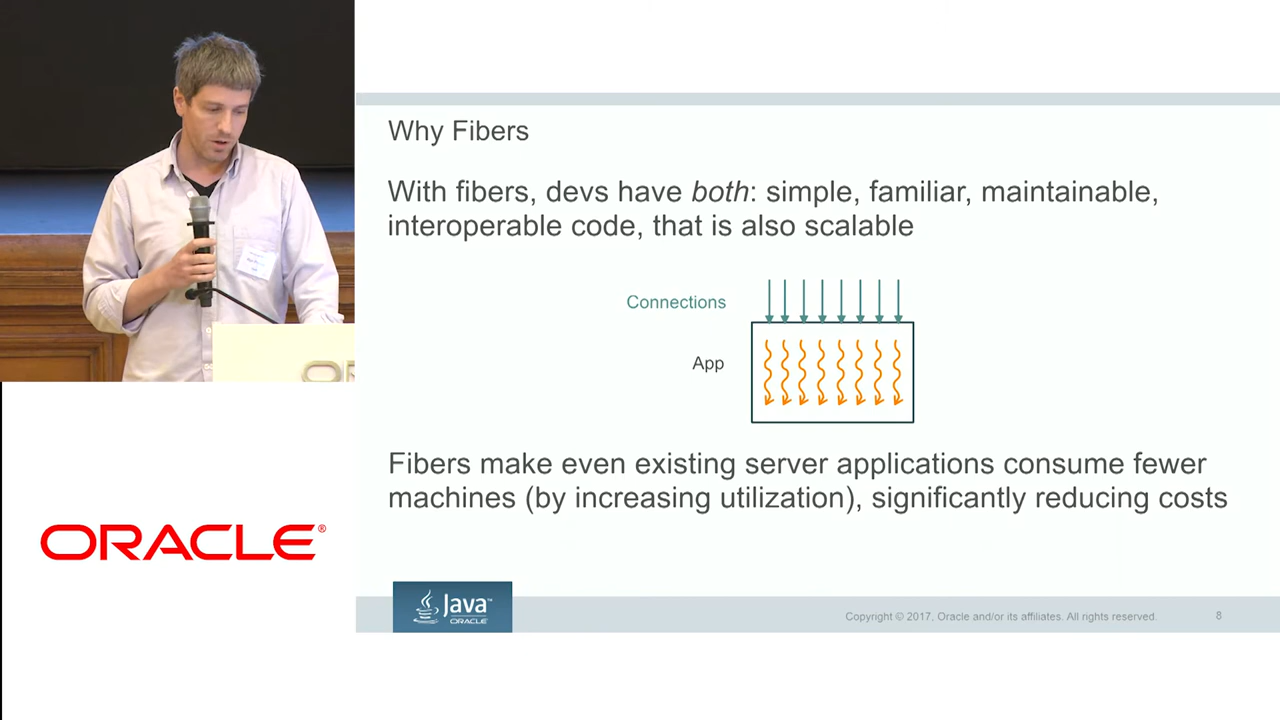 Why Fibers
With fibers, devs have both: simple, familiar, maintainable,
interoperable code, that is also scalable
Connections
App
Fibers make even existing server applications consume fewer
machines (by increasing utilization), significantly reducing costs
ORACLE®
Java™
ORACLE
Copyright © 2017, Oracle and/or its affiliates. All rights reserved.
8